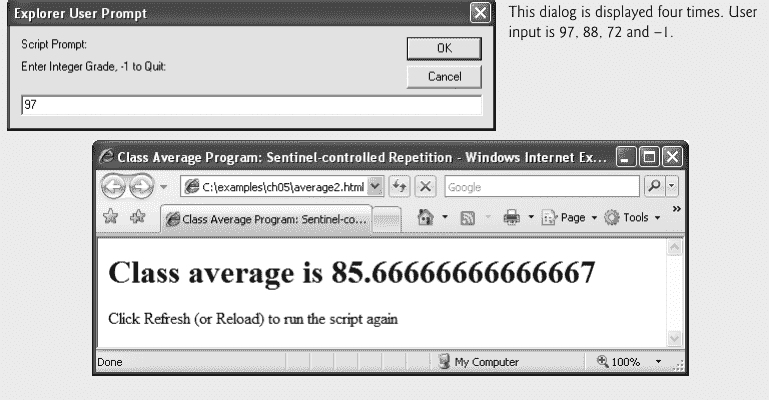 Explorer User Prompt
This dialog is displayed four times. User
input is 97, 88, 72 and –1.
Script Prompt:
OK
Enter Integer Grade, -1 to Quit:
Cancel
97
Class Average Program: Sentinel-controlled Repetition - Windows Internet Ex...
C:\examples\ch05\average2.html
Google
Class Average Program: Sentinel-co...
Page
Tools
»
Class average is 85.66666666666667
Click Refresh (or Reload) to run the script again
Done
My Computer
100%